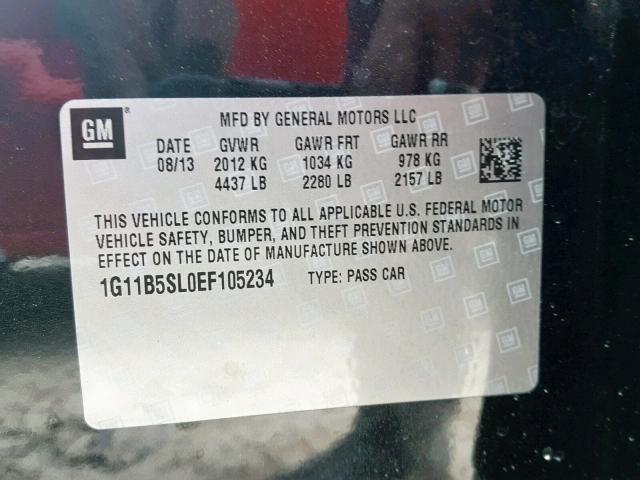 GM ®
MFD BY GENERAL MOTORS LLC
DATE GVWR GAWR FRT GAWR RR
08/13 2012 KG 1034 KG 978 KG
4437 LB 2280 LB 2157 LB
THIS VEHICLE CONFORMS TO ALL APPLICABLE U.S. FEDERAL MOTOR
VEHICLE SAFETY, BUMPER, AND THEFT PREVENTION STANDARDS IN
EFFECT ON THE DATE OF MANUFACTURE SHOWN ABOVE.
1G11B5SL0EF105234 TYPE: PASS CAR